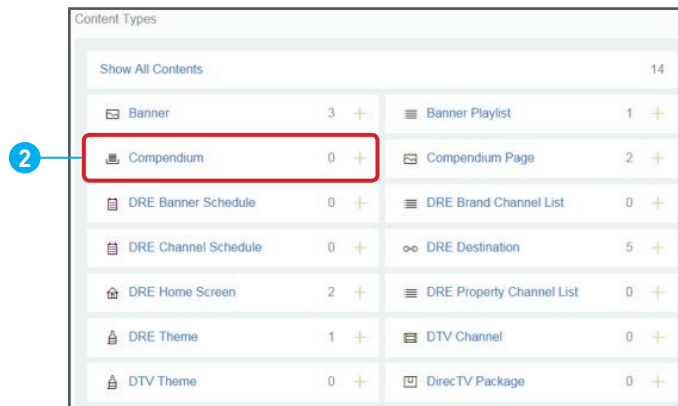 Content Types
Show All Contents 14
Banner 3 + Banner Playlist 1 +
2 Compendium 0 + Compendium Page 2 +
DRE Banner Schedule 0 + DRE Brand Channel List 0 +
DRE Channel Schedule 0 + DRE Destination 5 +
DRE Home Screen 2 + DRE Property Channel List 0 +
DRE Theme 1 + DTV Channel 0 +
DTV Theme 0 + DirecTV Package 0 +